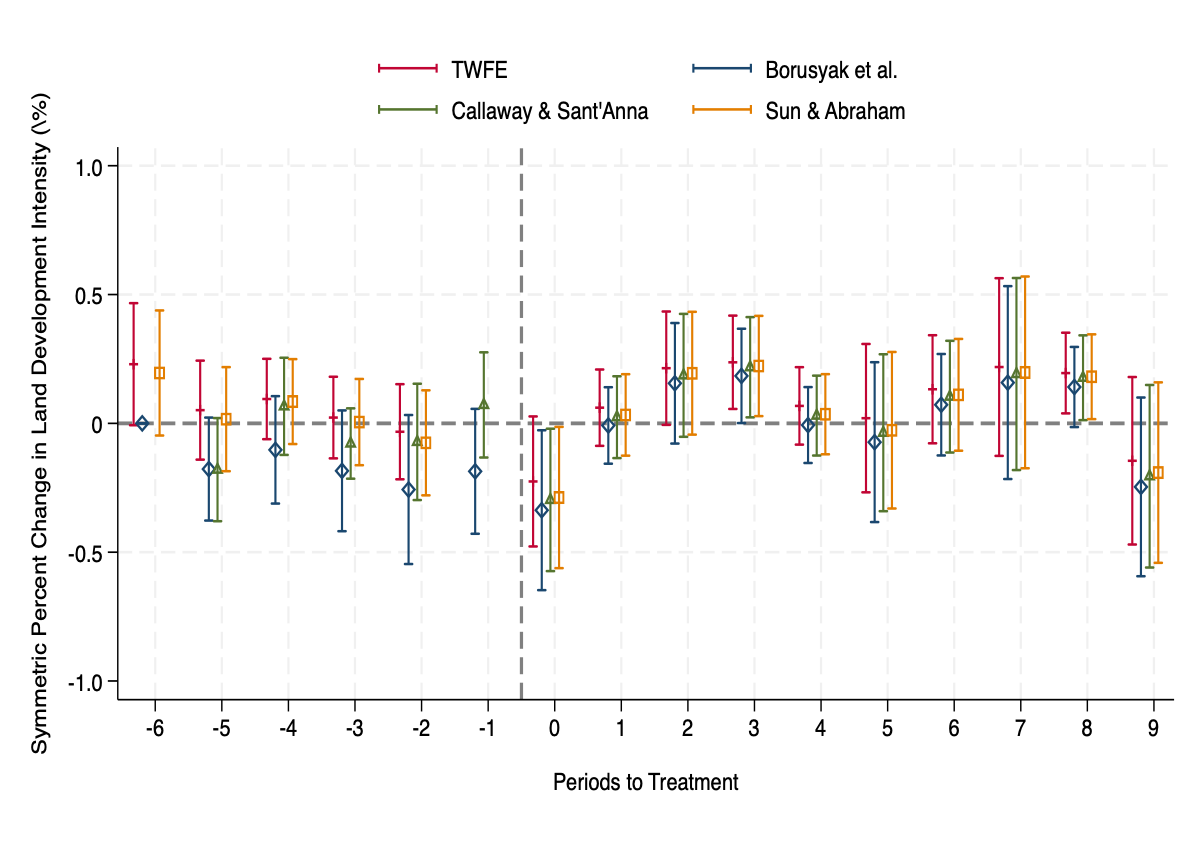 TWFE
Borusyak et al.
Callaway & Sant'Anna
Sun & Abraham
Symmetric Percent Change in Land Development Intensity (\%)
1.0
0.5
0
-0.5
-1.0
-6 -5 -4 -3 -2 -1 0 1 2 3 4 5 6 7 8 9
Periods to Treatment